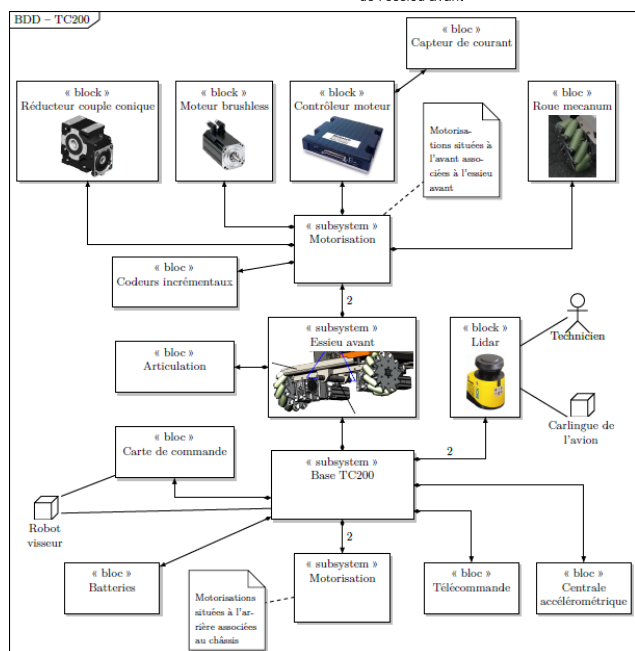 de l'essieu avant
BDD – TC200
« bloc »
Capteur de courant
« block »
Réducteur couple conique
« block »
Moteur brushless
« block »
Contrôleur moteur
« bloc »
Roue mecanum
Motorisa-
tions situées à
l'avant asso-
ciées à l'essieu
avant
« subsystem »
Motorisation
« bloc »
Codeurs incrémentaux
2
« subsystem »
Essieu avant
« block »
Lidar
Technicien
« bloc »
Articulation
Carlingue de
l'avion
« bloc »
Carte de commande
« subsystem »
Base TC200
2
Robot
visseur
2
« bloc »
Batteries
« subsystem »
Motorisation
« bloc »
Télécommande
« bloc »
Centrale
accélérométrique
Motorisations
situées à l'ar-
rière associées
au châssis